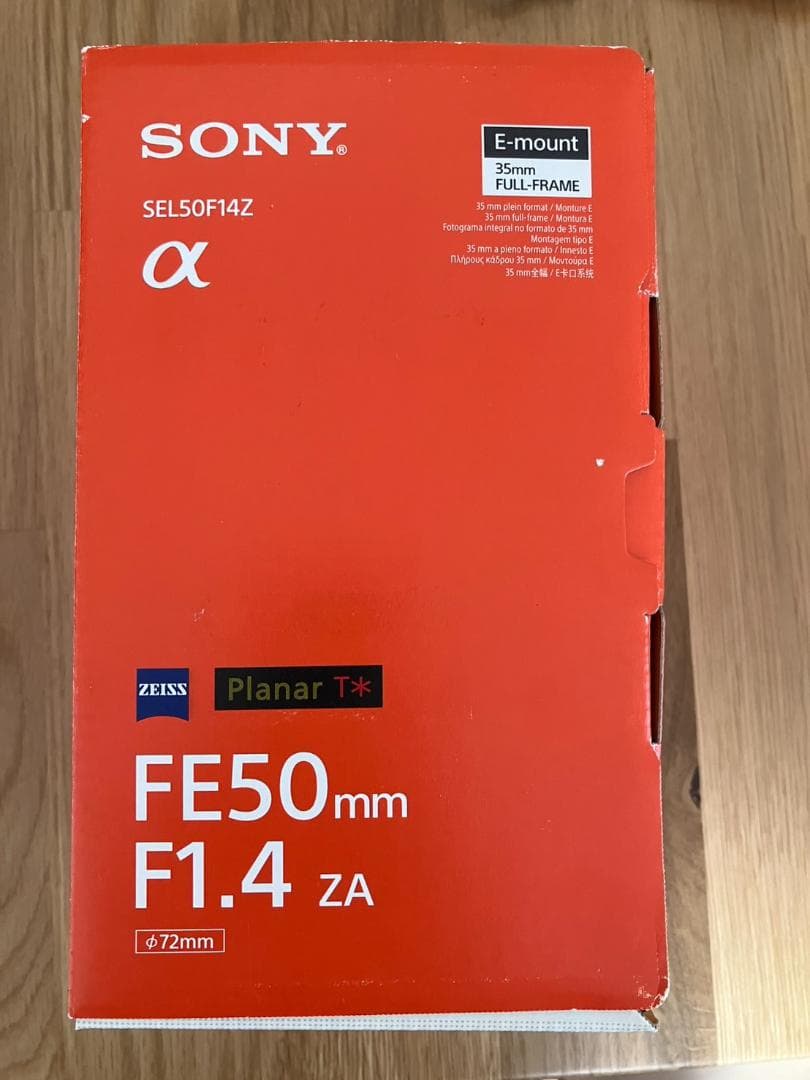 SONY®
SEL50F14Z
α
E-mount
35mm
FULL-FRAME
35 mm plein format / Monture E
35 mm full-frame / Montura E
Fotograma integral no formato de 35 mm
Montagem tipo E
35 mm a pieno formato / Innesto E
Πλήρους κάδρου 35 mm / Μοντούρα E
35 mm全幅 / E卡口系统
ZEISS
Planar T*
FE50mm
F1.4 ZA
ϕ72mm